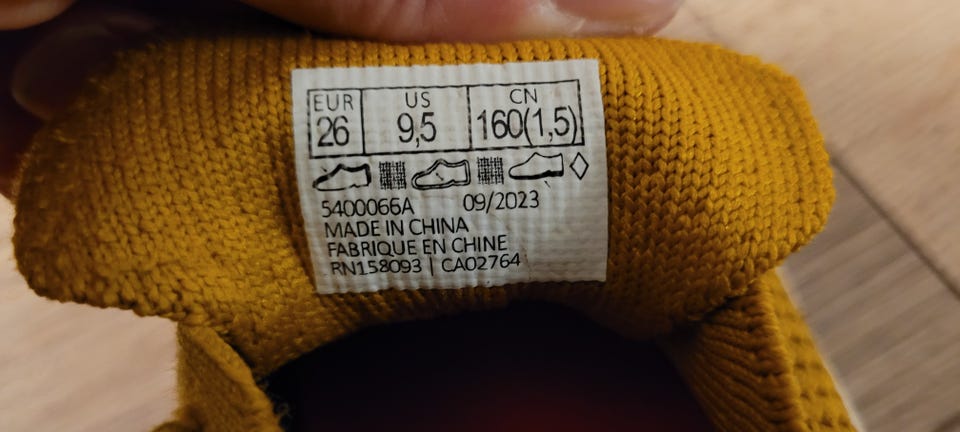 EUR US CN
26 9,5 160(1,5)
5400066A 09/2023
MADE IN CHINA
FABRIQUE EN CHINE
RN158093 | CA02764